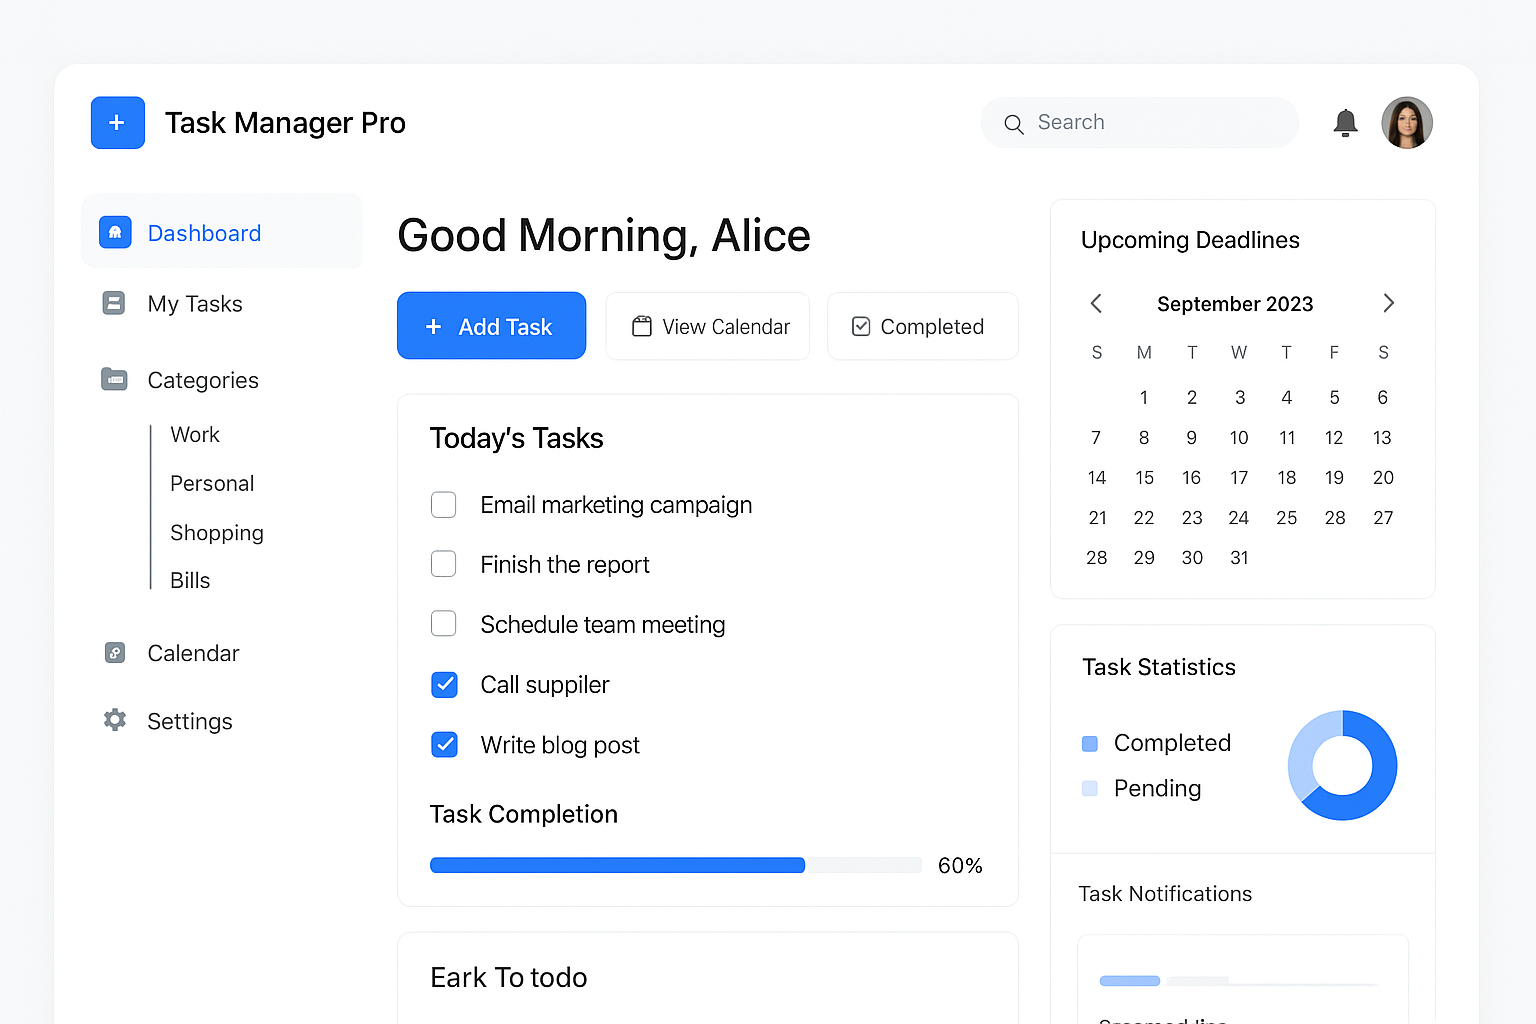 Task Manager Pro
Search
Dashboard
My Tasks
Categories
Work
Personal
Shopping
Bills
Calendar
Settings
Good Morning, Alice
+ Add Task
View Calendar
Completed
Today's Tasks
Email marketing campaign
Finish the report
Schedule team meeting
Call suppiler
Write blog post
Task Completion
60%
Eark To todo
Upcoming Deadlines
September 2023
S M T W T F S
1 2 3 4 5 6
7 8 9 10 11 12 13
14 15 16 17 18 19 20
21 22 23 24 25 28 27
28 29 30 31
Task Statistics
Completed
Pending
Task Notifications